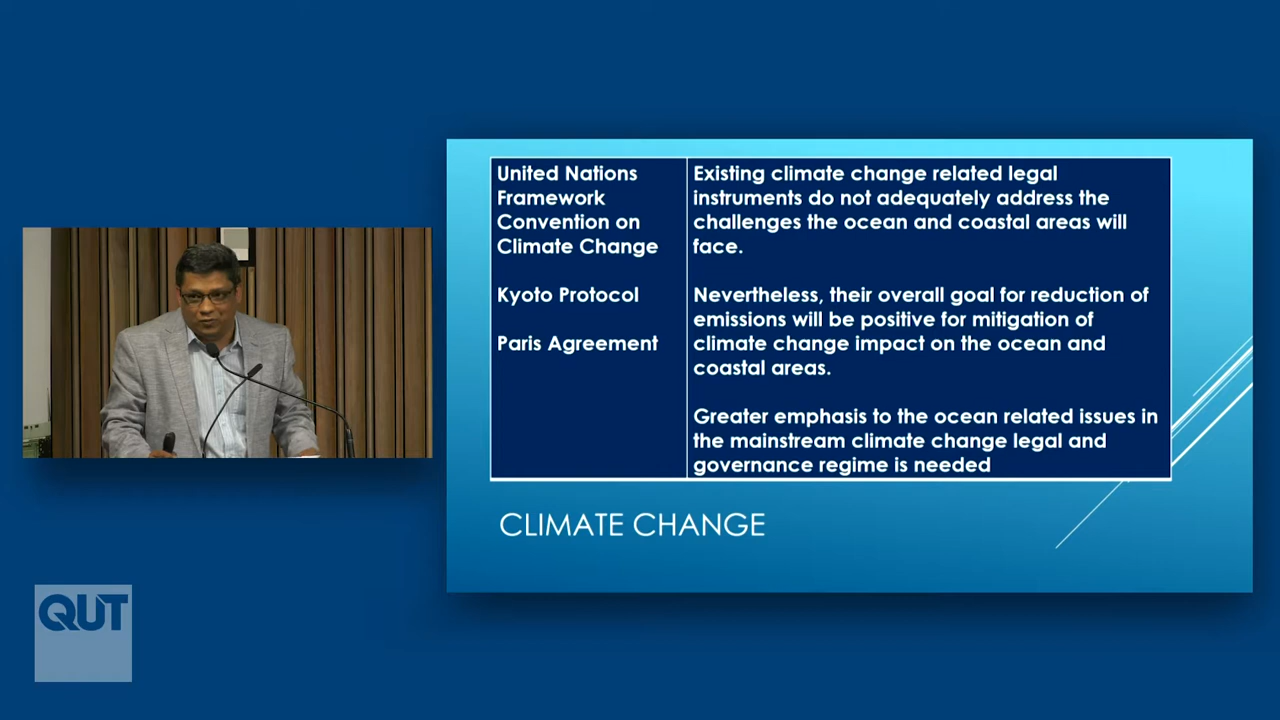 United Nations
Framework
Convention on
Climate Change
Kyoto Protocol
Paris Agreement
Existing climate change related legal
instruments do not adequately address the
challenges the ocean and coastal areas will
face.
Nevertheless, their overall goal for reduction of
emissions will be positive for mitigation of
climate change impact on the ocean and
coastal areas.
Greater emphasis to the ocean related issues in
the mainstream climate change legal and
governance regime is needed
CLIMATE CHANGE
QUT